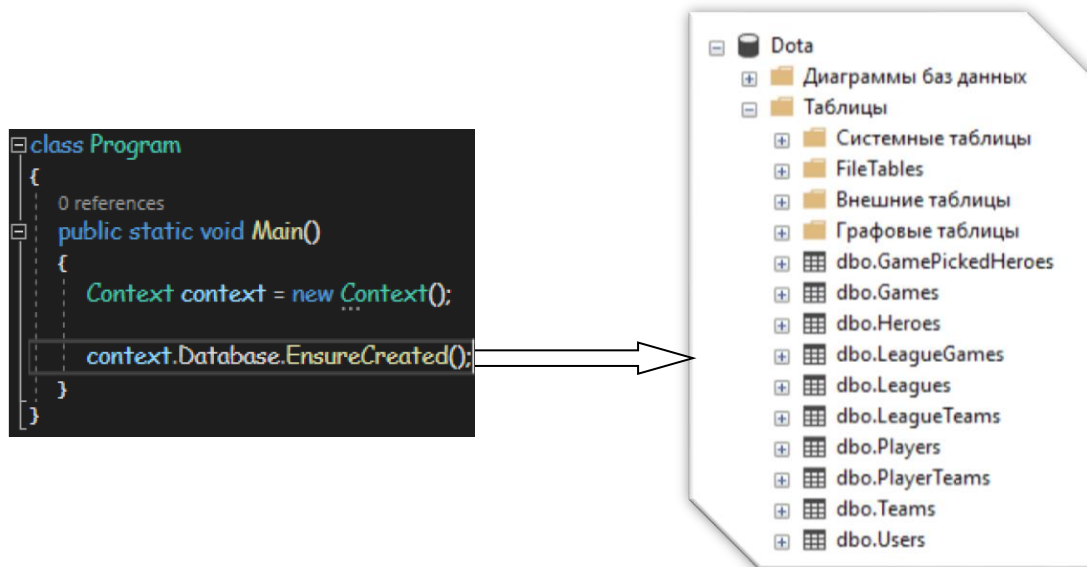 class Program
{
0 references
public static void Main()
{
Context context = new Context();
context.Database.EnsureCreated();
}
}
Dota
Диаграммы баз данных
Таблицы
Системные таблицы
FileTables
Внешние таблицы
Графовые таблицы
dbo.GamePickedHeroes
dbo.Games
dbo.Heroes
dbo.LeagueGames
dbo.Leagues
dbo.LeagueTeams
dbo.Players
dbo.PlayerTeams
dbo.Teams
dbo.Users